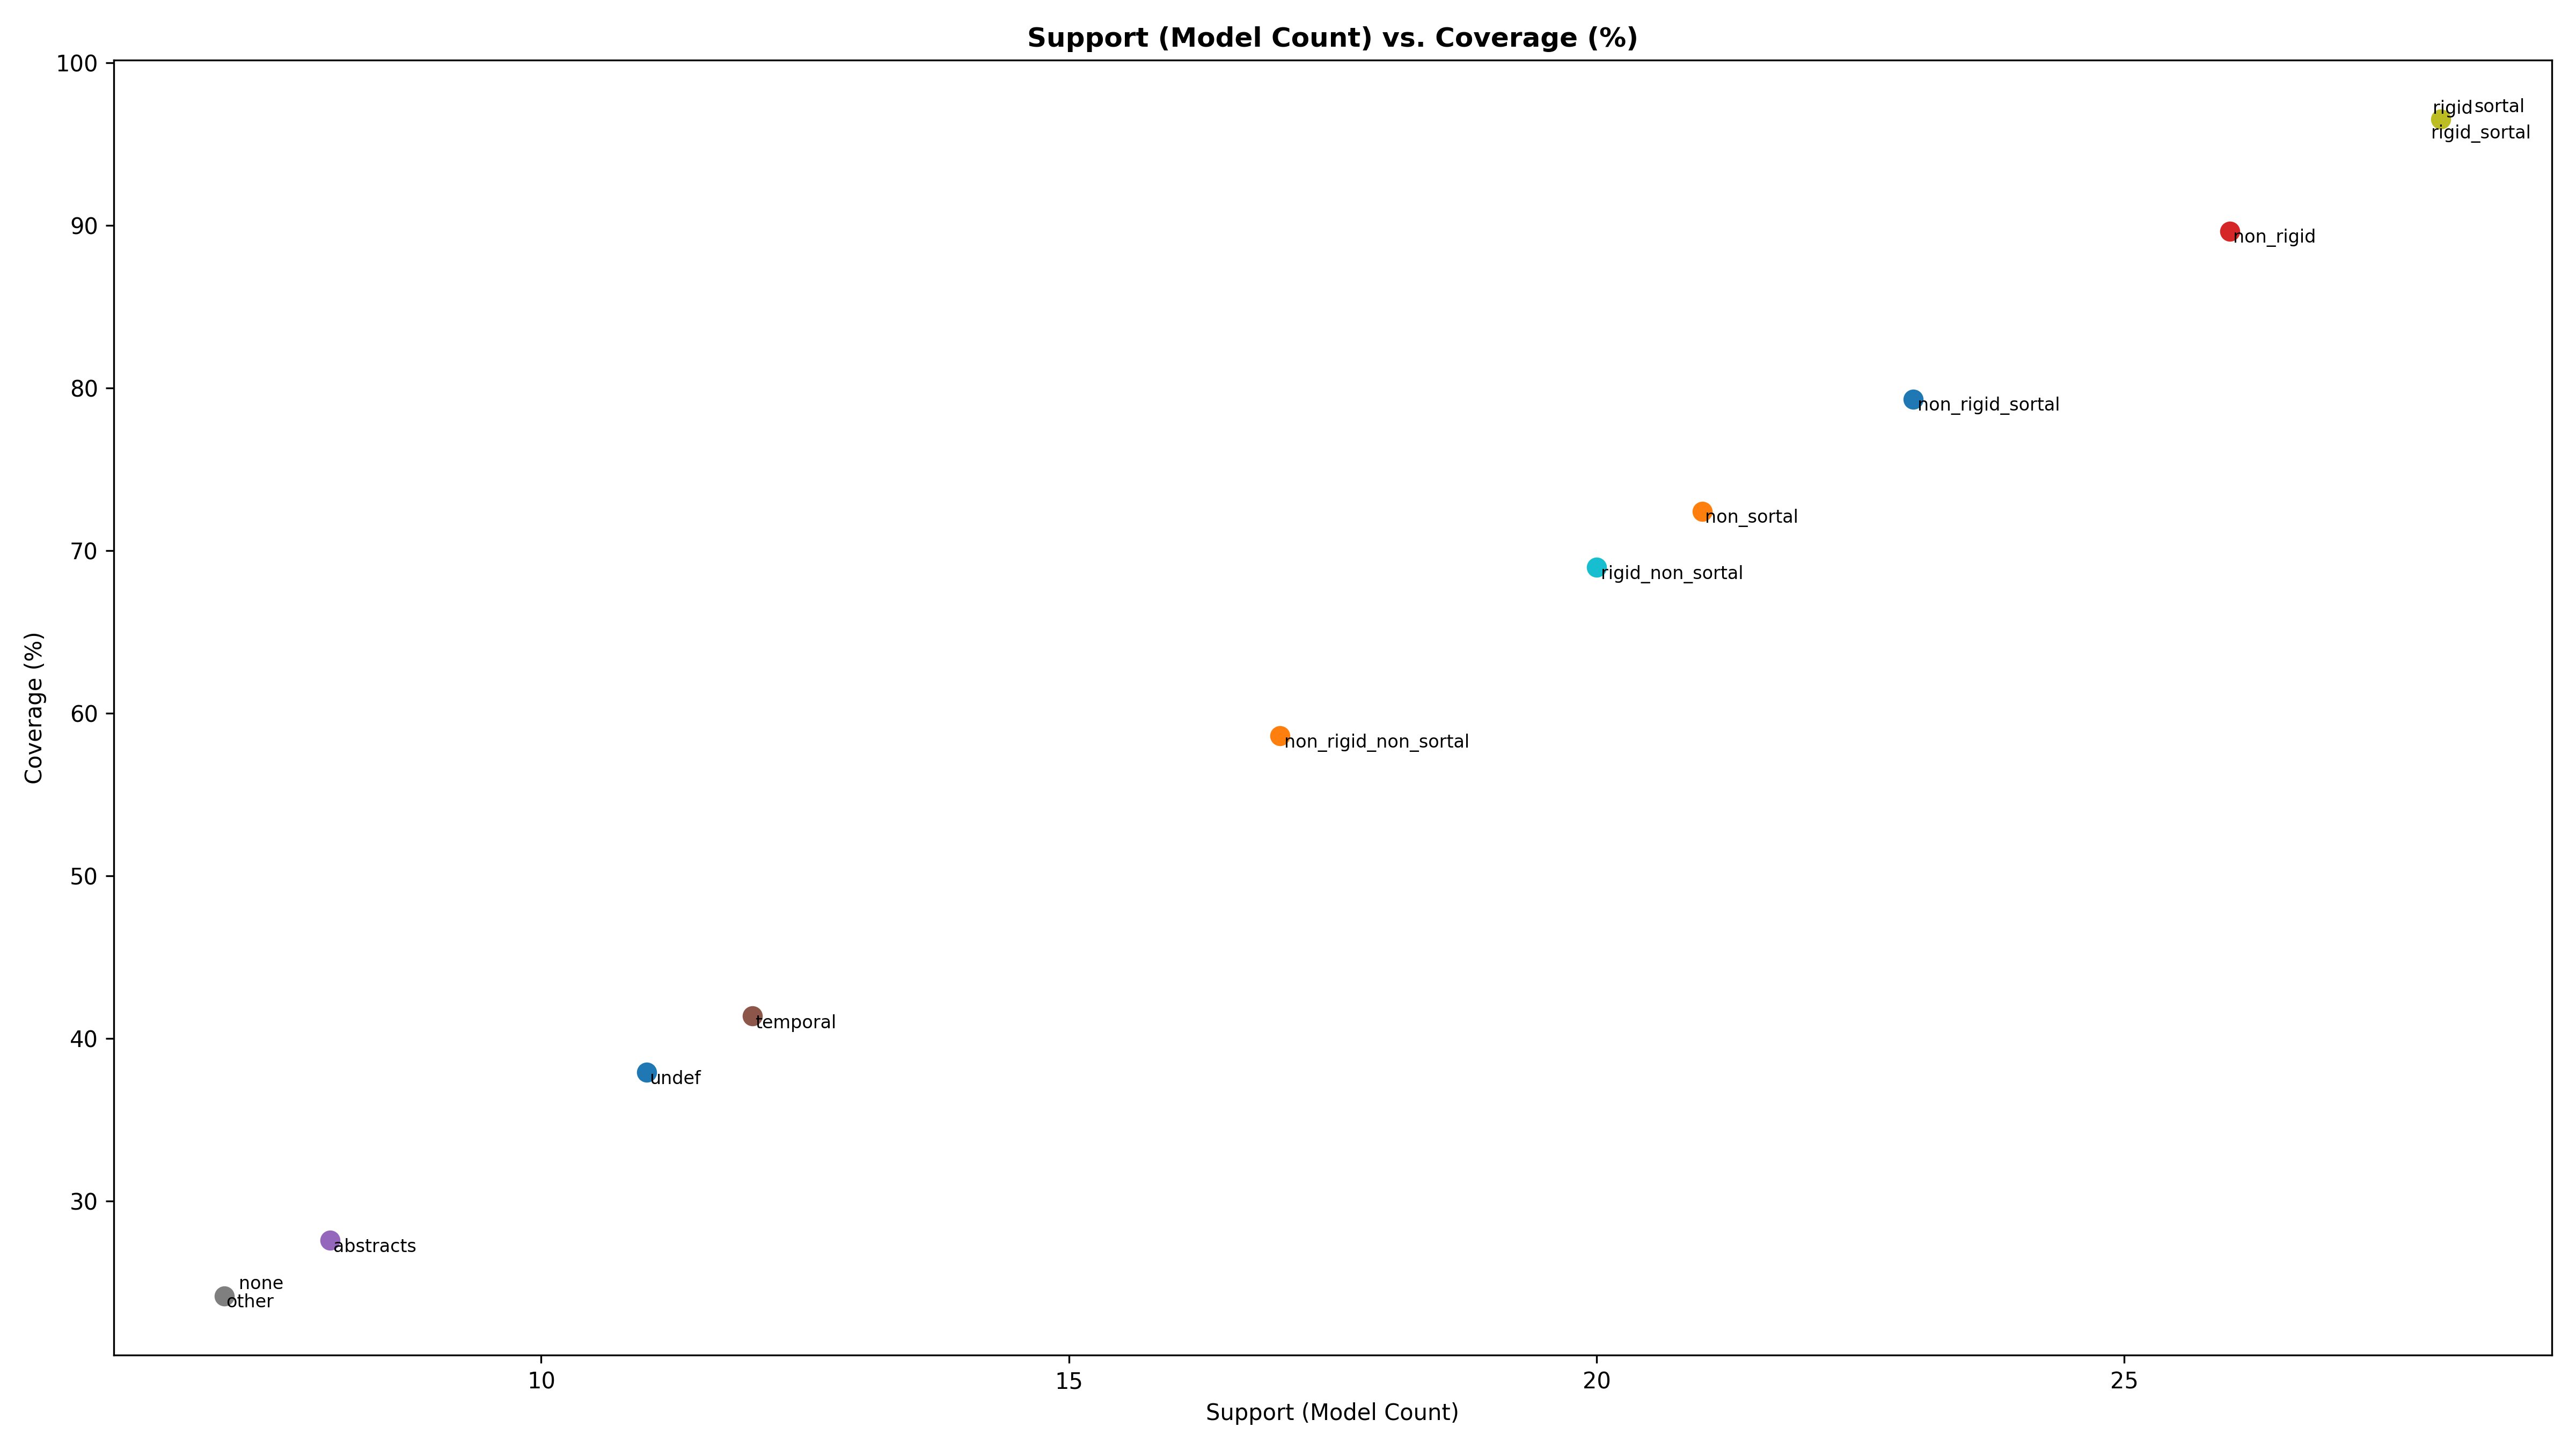 Support (Model Count) vs. Coverage (%)
100
rigid
sortal
rigid_sortal
90
non_rigid
80
non_rigid_sortal
non_sortal
70
rigid_non_sortal
Coverage (%)
60
non_rigid_non_sortal
50
temporal
40
undef
30
abstracts
none
other
10
15
20
25
Support (Model Count)